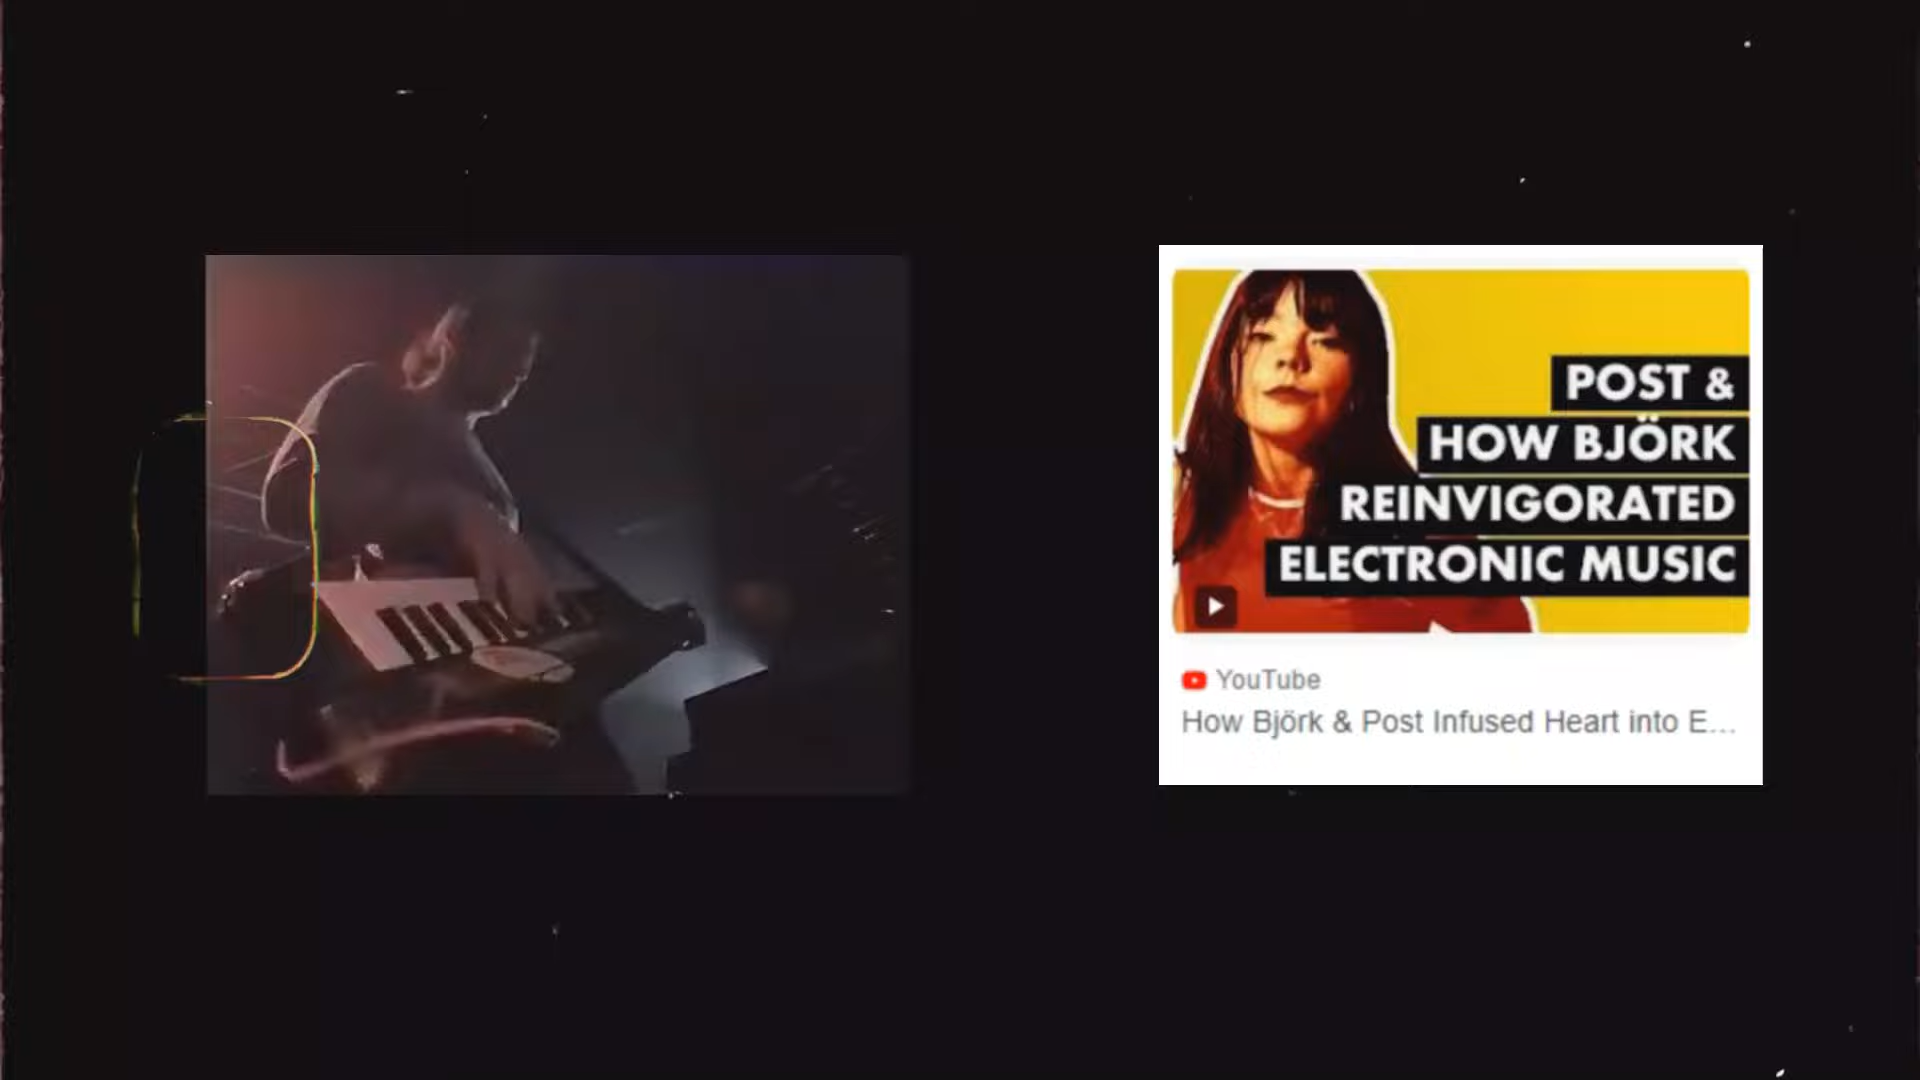 POST &
HOW BJÖRK
REINVIGORATED
ELECTRONIC MUSIC
YouTube
How Björk & Post Infused Heart into E...